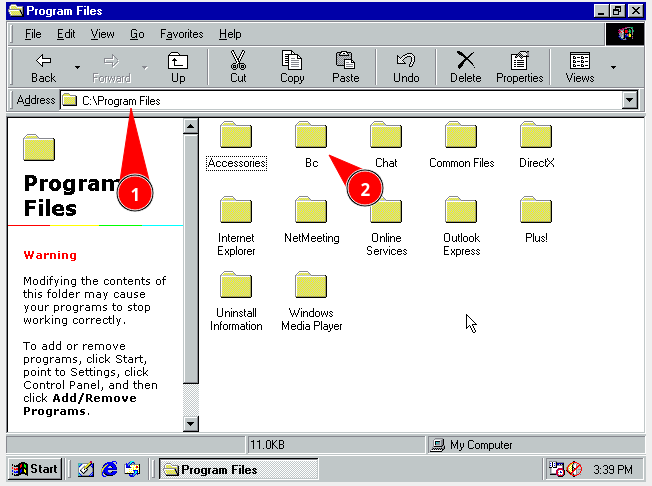 Program Files
File Edit View Go Favorites Help
Back Forward Up Cut Copy Paste Undo Delete Properties Views
Address C:\Program Files
Program
Files
Warning
Modifying the contents of
this folder may cause
your programs to stop
working correctly.
To add or remove
programs, click Start,
point to Settings, click
Control Panel, and then
click Add/Remove
Programs.
1
2
Accessories Bc Chat Common Files DirectX
Internet
Explorer
NetMeeting
Online
Services
Outlook
Express
Plus!
Uninstall
Information
Windows
Media Player
11.0KB My Computer
Start Program Files 3:39 PM